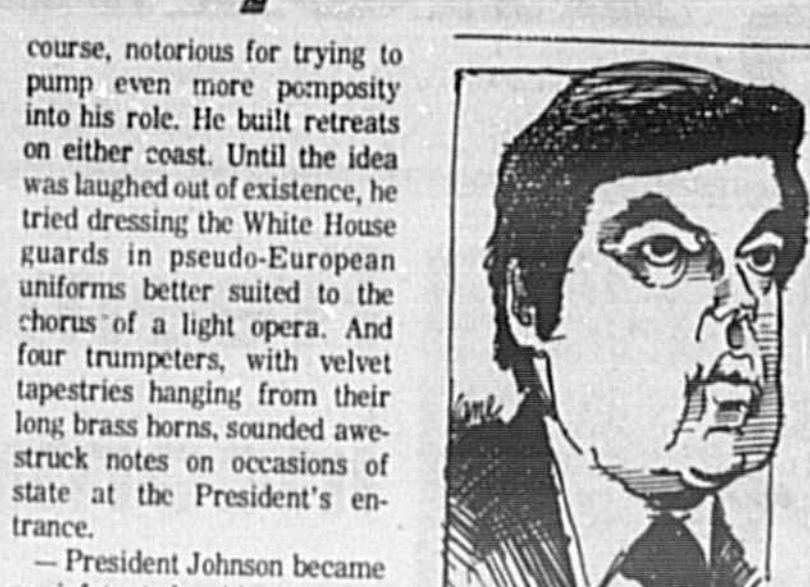 course, notorious for trying to
pump even more pomposity
into his role. He built retreats
on either coast. Until the idea
was laughed out of existence, he
tried dressing the White House
guards in pseudo-European
uniforms better suited to the
chorus of a light opera. And
four trumpeters, with velvet
tapestries hanging from their
long brass horns, sounded awe-
struck notes on occasions of
state at the President's en-
trance.
— President Johnson became